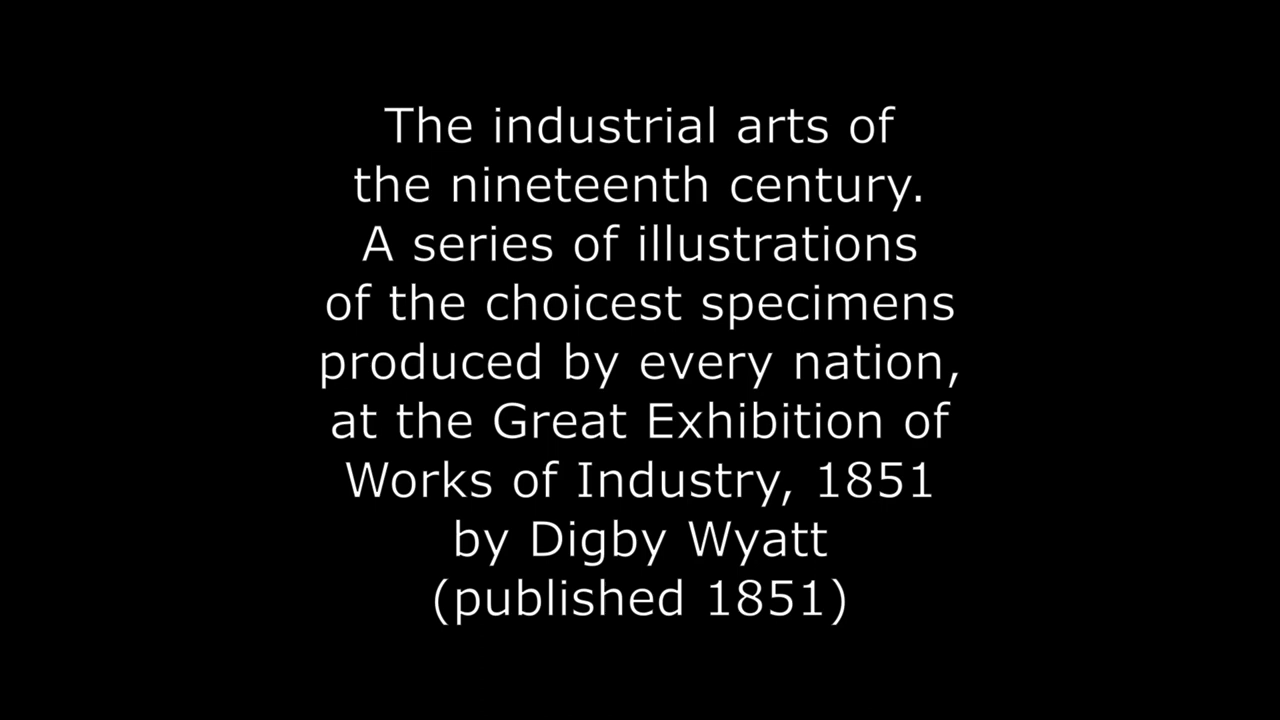 The industrial arts of
the nineteenth century.
A series of illustrations
of the choicest specimens
produced by every nation,
at the Great Exhibition of
Works of Industry, 1851
by Digby Wyatt
(published 1851)